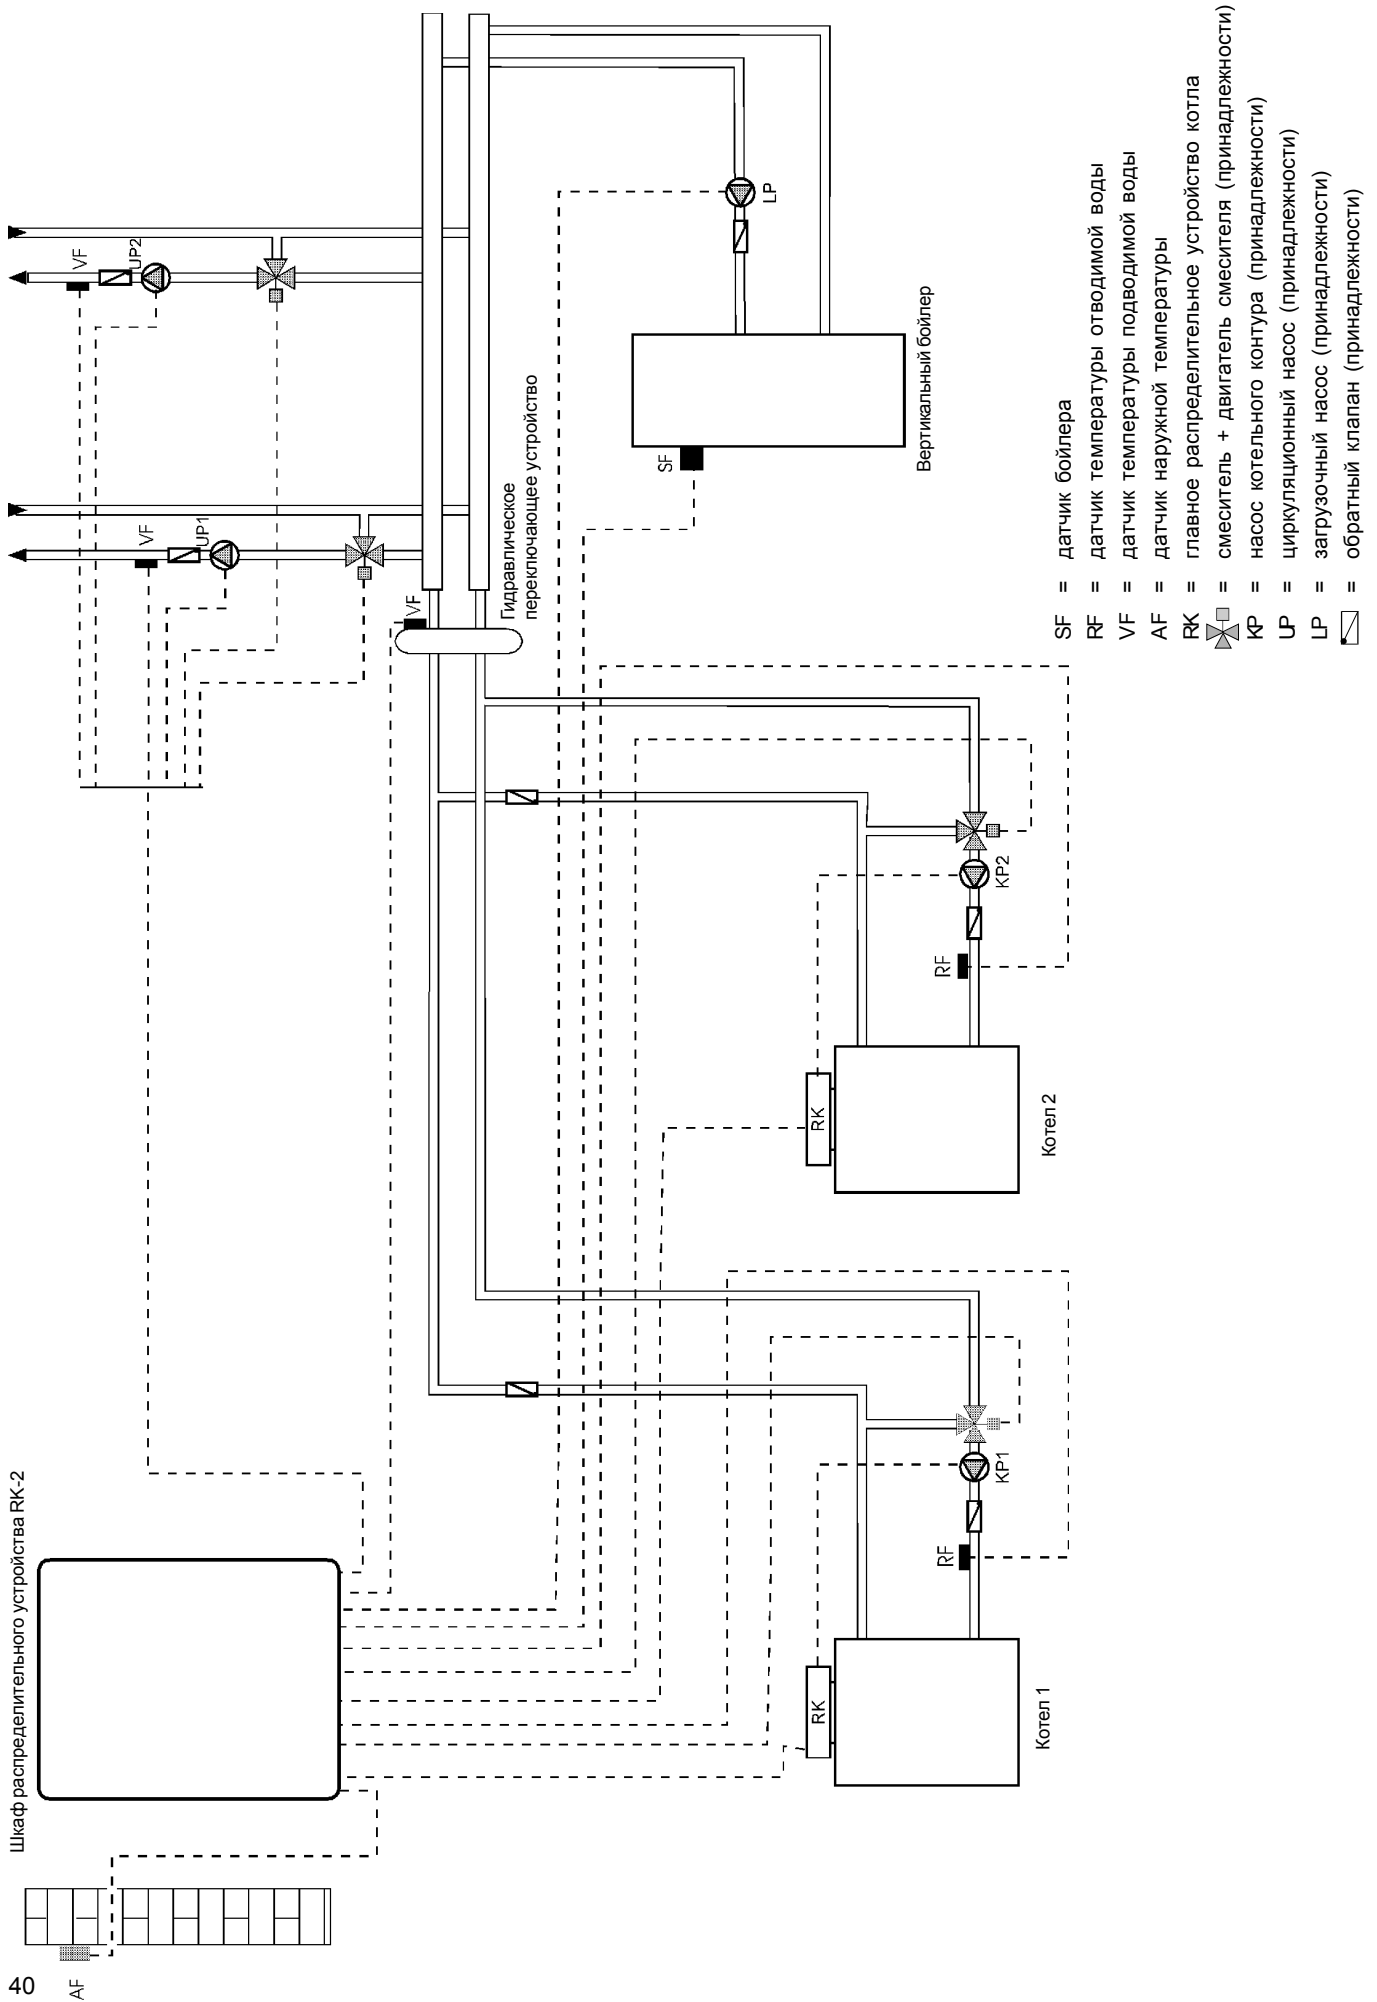 40
Шкаф распределительного устройства RK-2
AF
VF
UP2
VF
UP1
VF
Гидравлическое
переключающее устройство
LP
SF
Вертикальный бойлер
RK
KP2
RF
Котел 2
RK
KP1
RF
Котел 1
SF = датчик бойлера
RF = датчик температуры отводимой воды
VF = датчик температуры подводимой воды
AF = датчик наружной температуры
RK = главное распределительное устройство котла
= смеситель + двигатель смесителя (принадлежности)
KP = насос котельного контура (принадлежности)
UP = циркуляционный насос (принадлежности)
LP = загрузочный насос (принадлежности)
= обратный клапан (принадлежности)